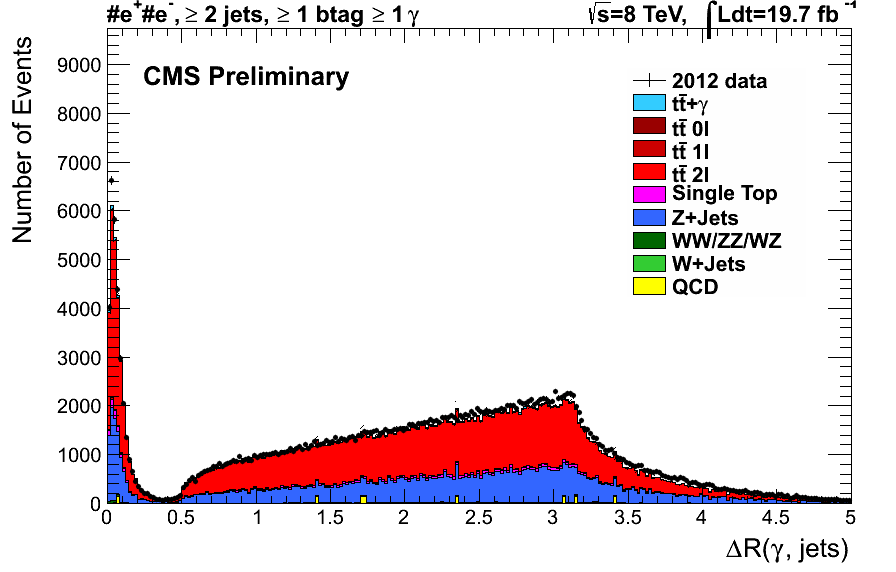 #e⁺#e⁻, ≥ 2 jets, ≥ 1 btag ≥ 1 γ
√s=8 TeV, ∫Ldt=19.7 fb⁻¹
CMS Preliminary
2012 data
tt̄+γ
tt̄ 0l
tt̄ 1l
tt̄ 2l
Single Top
Z+Jets
WW/ZZ/WZ
W+Jets
QCD
Number of Events
9000
8000
7000
6000
5000
4000
3000
2000
1000
0
0 0.5 1 1.5 2 2.5 3 3.5 4 4.5 5
ΔR(γ, jets)